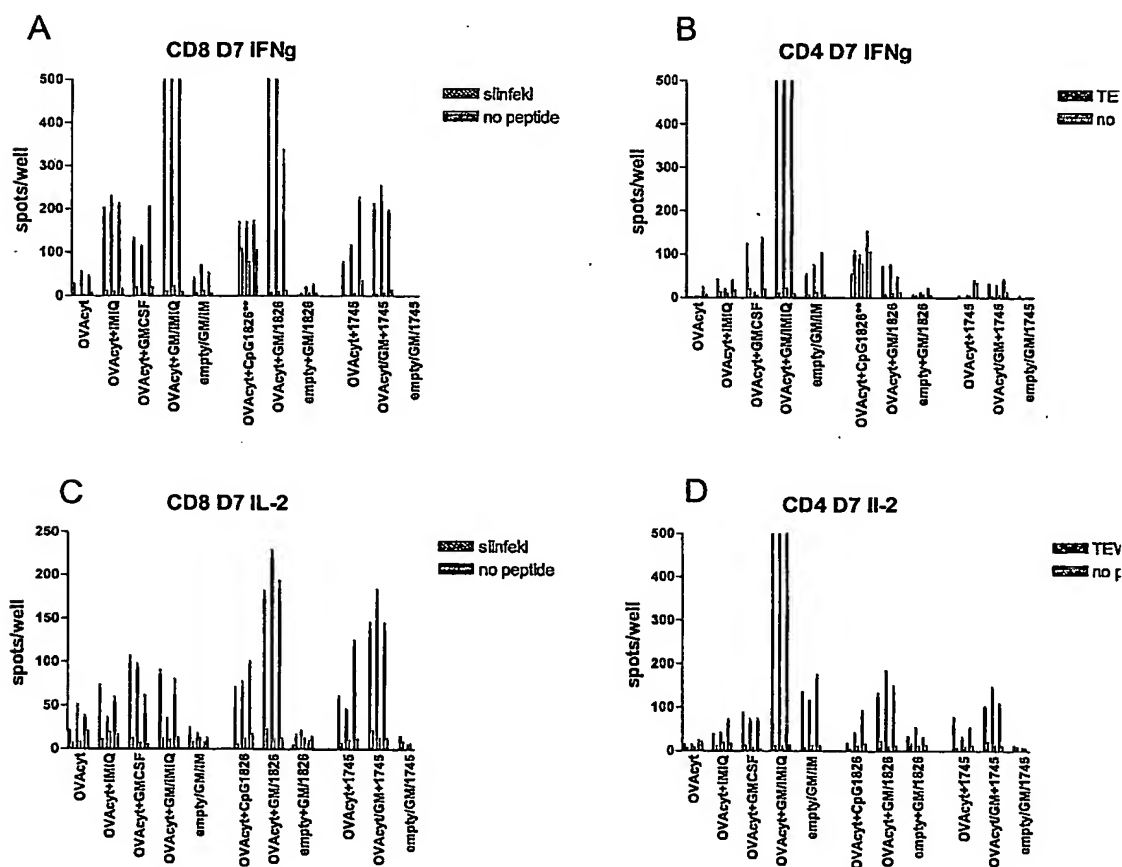 A
CD8 D7 IFNg
500
400
300
200
100
0
spots/well
slinfekl
no peptide
OVAcyt
OVAcyt+IMIQ
OVAcyt+GMCSF
OVAcyt+GM/IMIQ
empty/GM/IM
OVAcyt+CpG1826**
OVAcyt+GM/1826
empty+GM/1826
OVAcyt+1745
OVAcyt/GM+1745
empty/GM/1745
B
CD4 D7 IFNg
500
400
300
200
100
0
spots/well
TE
no
OVAcyt
OVAcyt+IMIQ
OVAcyt+GMCSF
OVAcyt+GM/IMIQ
empty/GM/IM
OVAcyt+CpG1826**
OVAcyt+GM/1826
empty+GM/1826
OVAcyt+1745
OVAcyt/GM+1745
empty/GM/1745
C
CD8 D7 IL-2
250
200
150
100
50
0
spots/well
slinfekl
no peptide
OVAcyt
OVAcyt+IMIQ
OVAcyt+GMCSF
OVAcyt+GM/IMIQ
empty/GM/IM
OVAcyt+CpG1826
OVAcyt+GM/1826
empty+GM/1826
OVAcyt+1745
OVAcyt/GM+1745
empty/GM/1745
D
CD4 D7 Il-2
500
400
300
200
100
0
spots/well
TEV
no p
OVAcyt
OVAcyt+IMIQ
OVAcyt+GMCSF
OVAcyt+GM/IMIQ
empty/GM/IM
OVAcyt+CpG1826
OVAcyt+GM/1826
empty+GM/1826
OVAcyt+1745
OVAcyt/GM+1745
empty/GM/1745